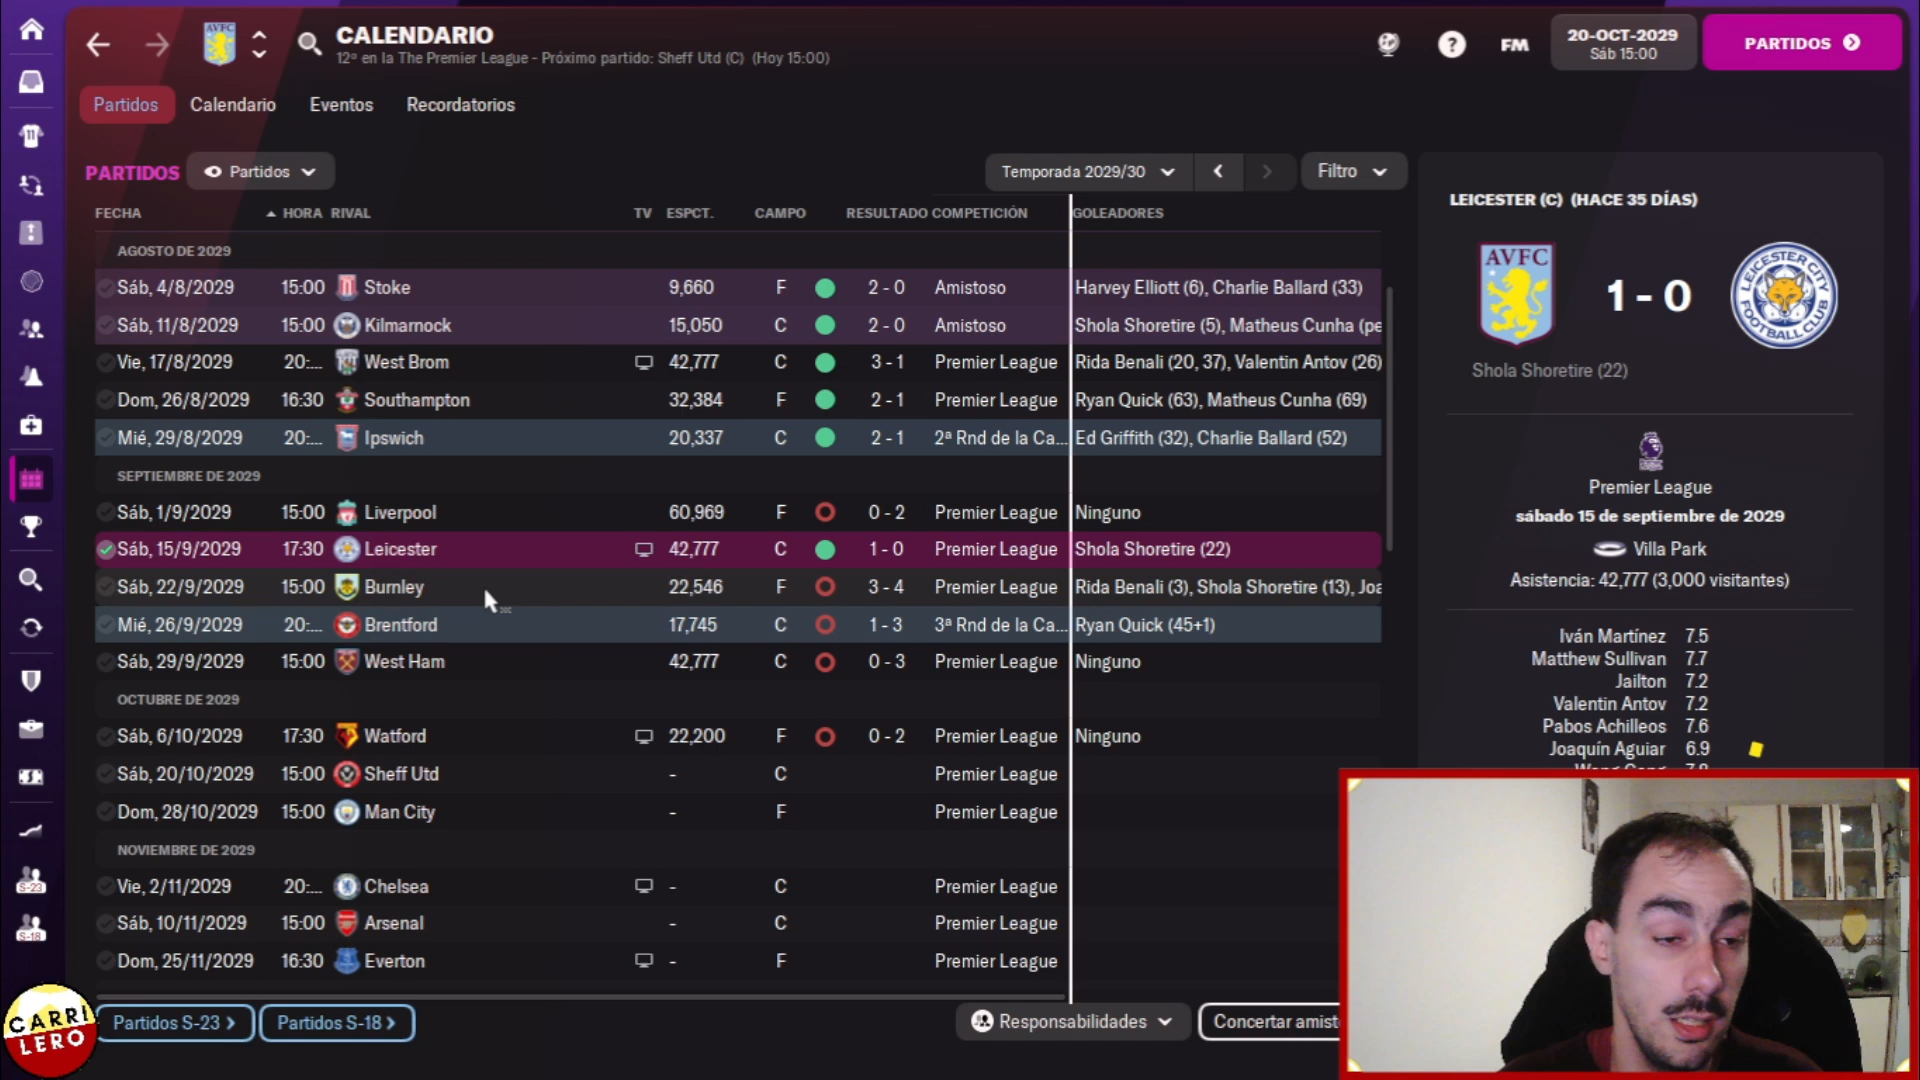 CALENDARIO
12º en la The Premier League - Próximo partido: Sheff Utd (C) (Hoy 15:00)
FM
20-OCT-2029
Sáb 15:00
PARTIDOS
Partidos Calendario Eventos Recordatorios
PARTIDOS Partidos Temporada 2029/30 Filtro
FECHA HORA RIVAL TV ESPCT. CAMPO RESULTADO COMPETICIÓN GOLEADORES
AGOSTO DE 2029
Sáb, 4/8/2029 15:00 Stoke 9,660 F 2 - 0 Amistoso Harvey Elliott (6), Charlie Ballard (33)
Sáb, 11/8/2029 15:00 Kilmarnock 15,050 C 2 - 0 Amistoso Shola Shoretire (5), Matheus Cunha (pe
Vie, 17/8/2029 20:... West Brom 42,777 C 3 - 1 Premier League Rida Benali (20, 37), Valentin Antov (26)
Dom, 26/8/2029 16:30 Southampton 32,384 F 2 - 1 Premier League Ryan Quick (63), Matheus Cunha (69)
Mié, 29/8/2029 20:... Ipswich 20,337 C 2 - 1 2ª Rnd de la Ca... Ed Griffith (32), Charlie Ballard (52)
SEPTIEMBRE DE 2029
Sáb, 1/9/2029 15:00 Liverpool 60,969 F 0 - 2 Premier League Ninguno
Sáb, 15/9/2029 17:30 Leicester 42,777 C 1 - 0 Premier League Shola Shoretire (22)
Sáb, 22/9/2029 15:00 Burnley 22,546 F 3 - 4 Premier League Rida Benali (3), Shola Shoretire (13), Joa
Mié, 26/9/2029 20:... Brentford 17,745 C 1 - 3 3ª Rnd de la Ca... Ryan Quick (45+1)
Sáb, 29/9/2029 15:00 West Ham 42,777 C 0 - 3 Premier League Ninguno
OCTUBRE DE 2029
Sáb, 6/10/2029 17:30 Watford 22,200 F 0 - 2 Premier League Ninguno
Sáb, 20/10/2029 15:00 Sheff Utd - C Premier League
Dom, 28/10/2029 15:00 Man City - F Premier League
NOVIEMBRE DE 2029
Vie, 2/11/2029 20:... Chelsea - C Premier League
Sáb, 10/11/2029 15:00 Arsenal - C Premier League
Dom, 25/11/2029 16:30 Everton - F Premier League
Partidos S-23 Partidos S-18 Responsabilidades Concertar amist
LEICESTER (C) (HACE 35 DÍAS)
AVFC
1 - 0
LEICESTER CITY
FOOTBALL CLUB
Shola Shoretire (22)
Premier League
sábado 15 de septiembre de 2029
Villa Park
Asistencia: 42,777 (3,000 visitantes)
Iván Martínez 7.5
Matthew Sullivan 7.7
Jailton 7.2
Valentin Antov 7.2
Pabos Achilleos 7.6
Joaquín Aguiar 6.9
S-23
S-18
CARRI
LERO